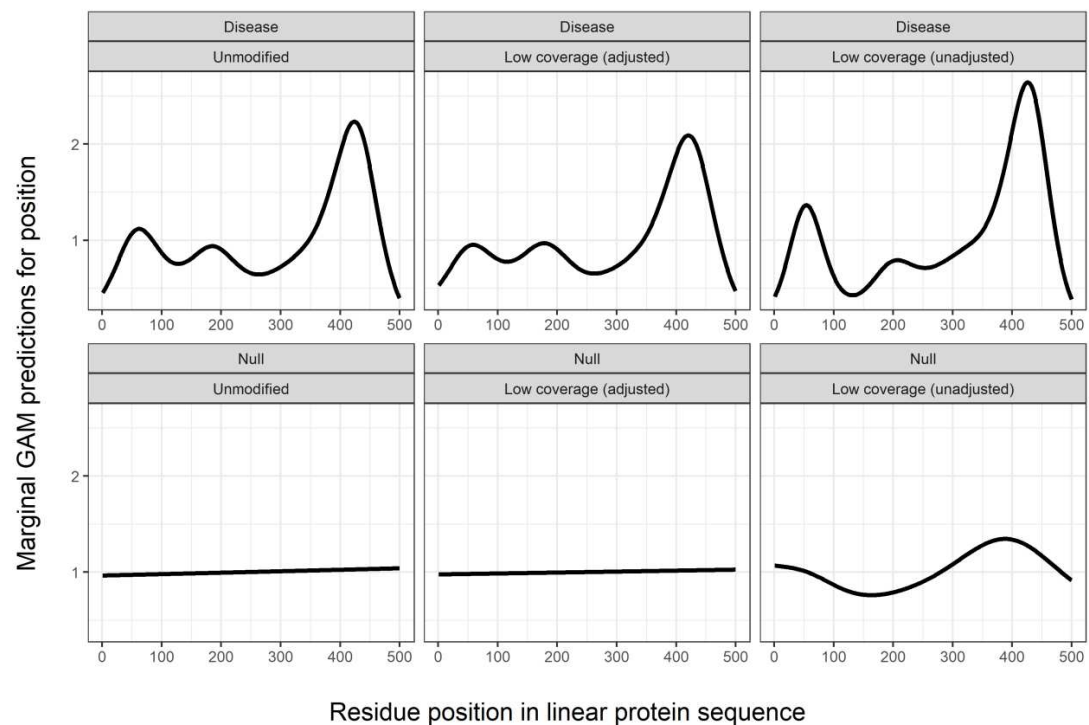 Disease
Disease
Disease
Unmodified
Low coverage (adjusted)
Low coverage (unadjusted)
2
1
0 100 200 300 400 500
0 100 200 300 400 500
0 100 200 300 400 500
Null
Null
Null
Unmodified
Low coverage (adjusted)
Low coverage (unadjusted)
2
1
0 100 200 300 400 500
0 100 200 300 400 500
0 100 200 300 400 500
Marginal GAM predictions for position
Residue position in linear protein sequence